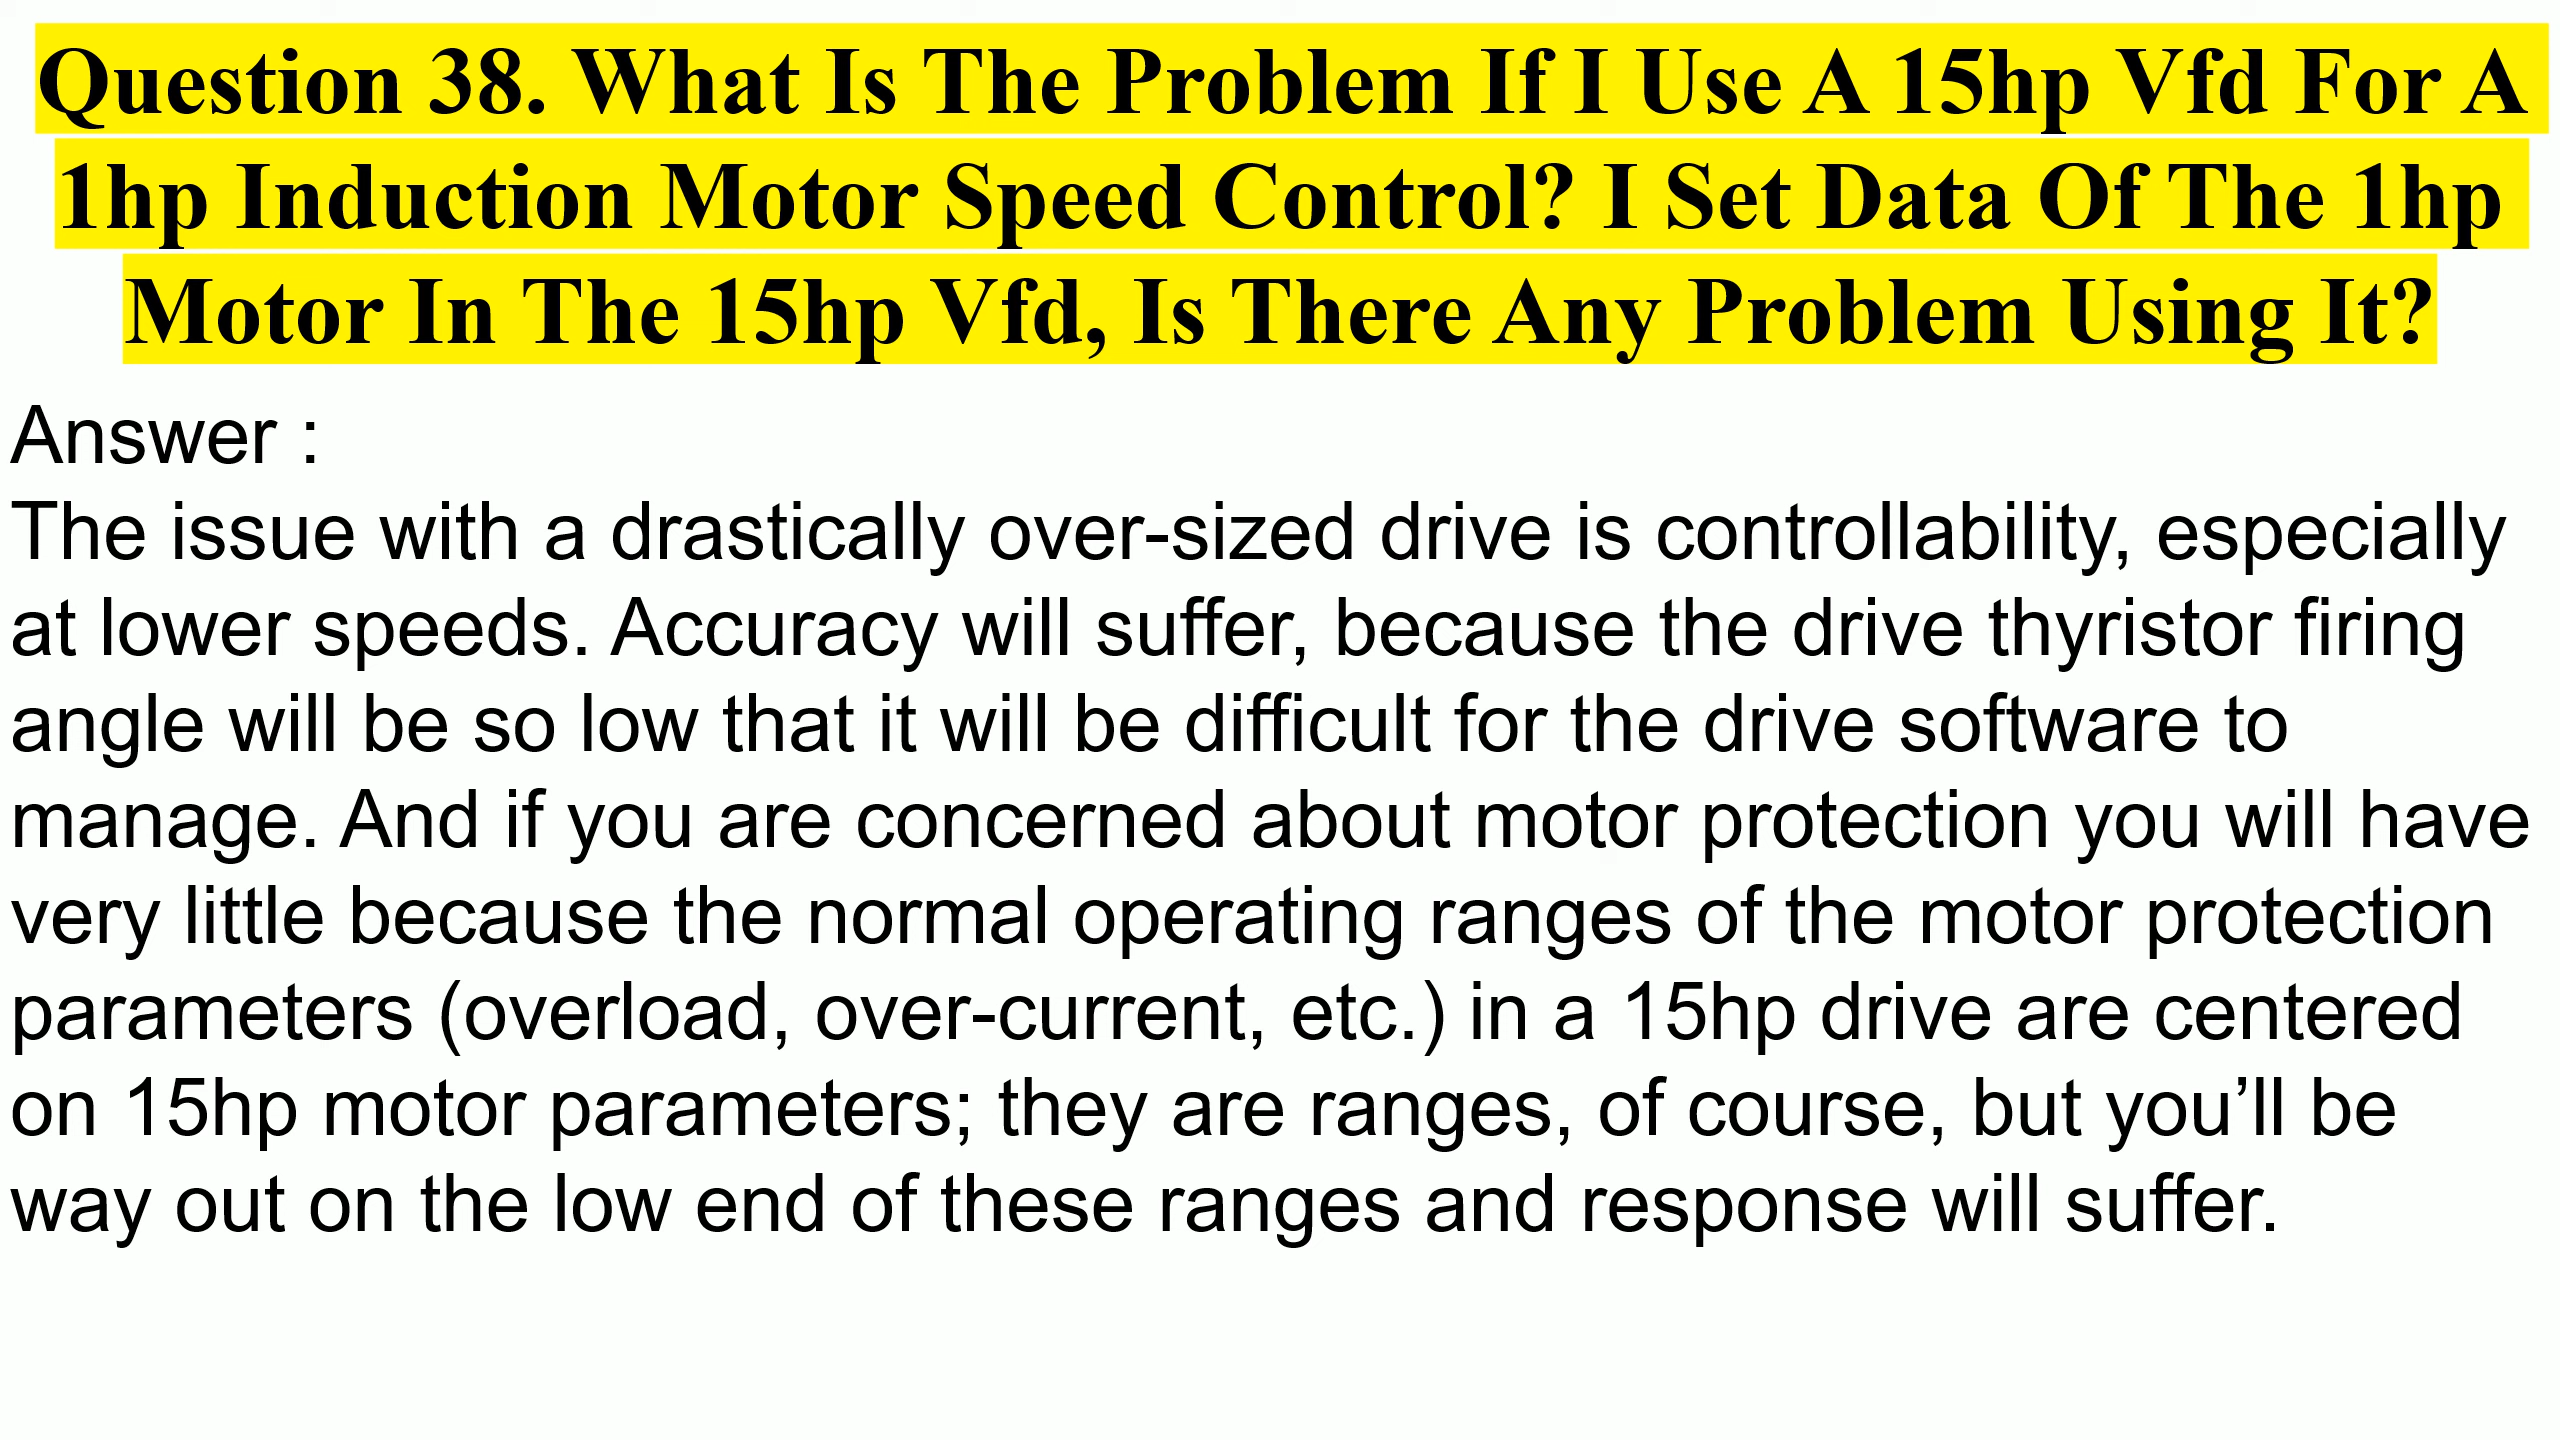 Question 38. What Is The Problem If I Use A 15hp Vfd For A
1hp Induction Motor Speed Control? I Set Data Of The 1hp
Motor In The 15hp Vfd, Is There Any Problem Using It?
Answer :
The issue with a drastically over-sized drive is controllability, especially
at lower speeds. Accuracy will suffer, because the drive thyristor firing
angle will be so low that it will be difficult for the drive software to
manage. And if you are concerned about motor protection you will have
very little because the normal operating ranges of the motor protection
parameters (overload, over-current, etc.) in a 15hp drive are centered
on 15hp motor parameters; they are ranges, of course, but you’ll be
way out on the low end of these ranges and response will suffer.